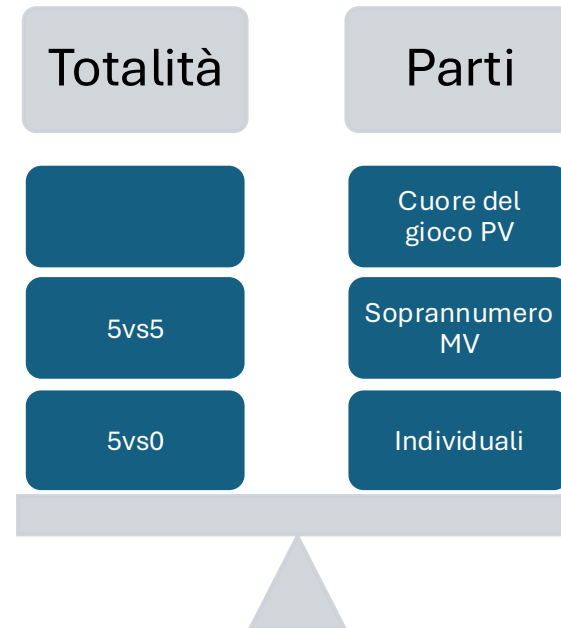 Totalità
Parti
Cuore del
gioco PV
5vs5
Soprannumero
MV
5vs0
Individuali